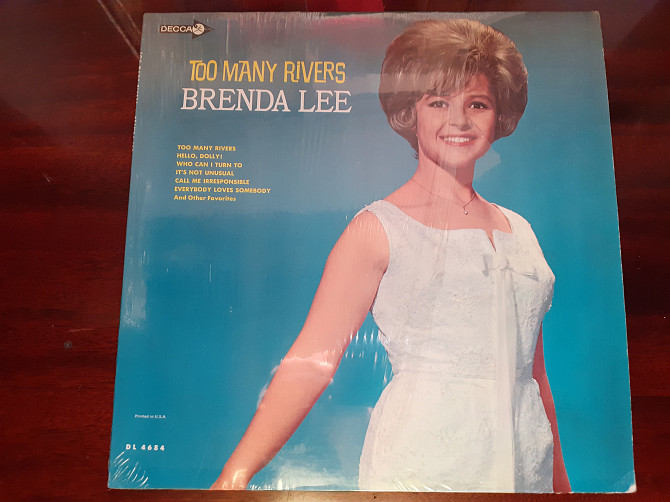 DECCA
TOO MANY RIVERS
BRENDA LEE
TOO MANY RIVERS
HELLO, DOLLY!
WHO CAN I TURN TO
IT'S NOT UNUSUAL
CALL ME IRRESPONSIBLE
EVERYBODY LOVES SOMEBODY
And Other Favorites
Printed in U.S.A.
DL 4684